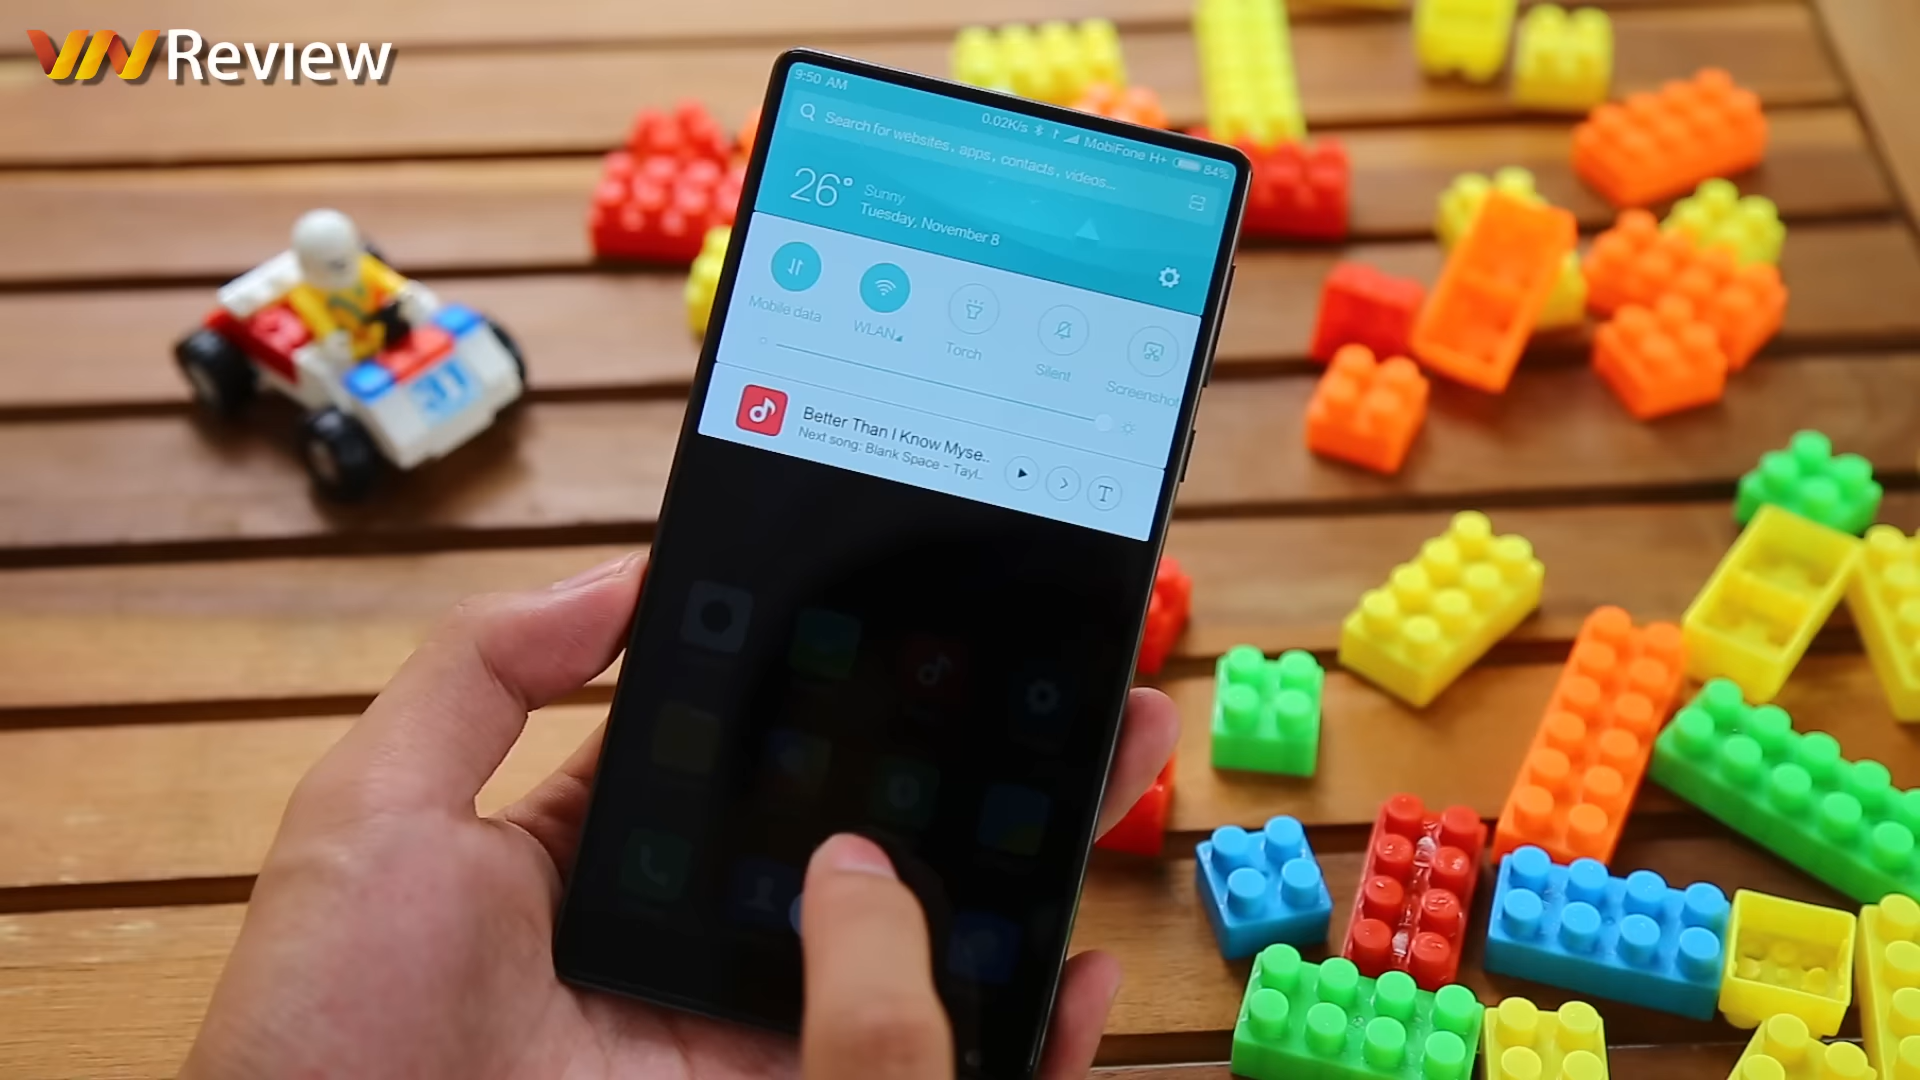 VNReview
9:50 AM
0.02K/s MobiFone H+ 84%
Search for websites, apps, contacts, videos...
26° Sunny
Tuesday, November 8
Mobile data
WLAN
Torch
Silent
Screenshot
Better Than I Know Myse..
Next song: Blank Space - Tayl..
T
31